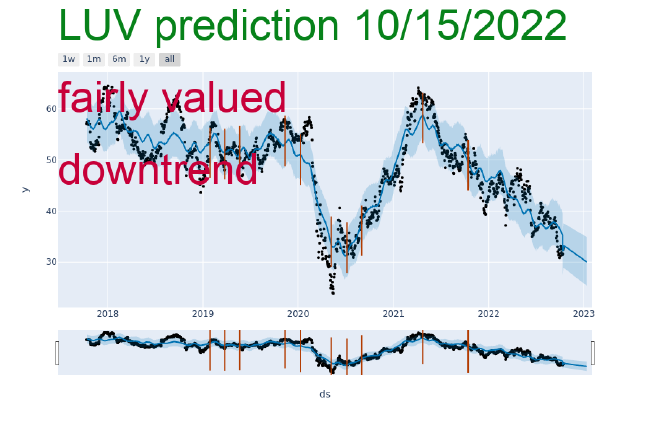 LUV prediction 10/15/2022
1w 1m 6m 1y all
fairly valued
downtrend
60
50
40
30
y
2018 2019 2020 2021 2022 2023
ds